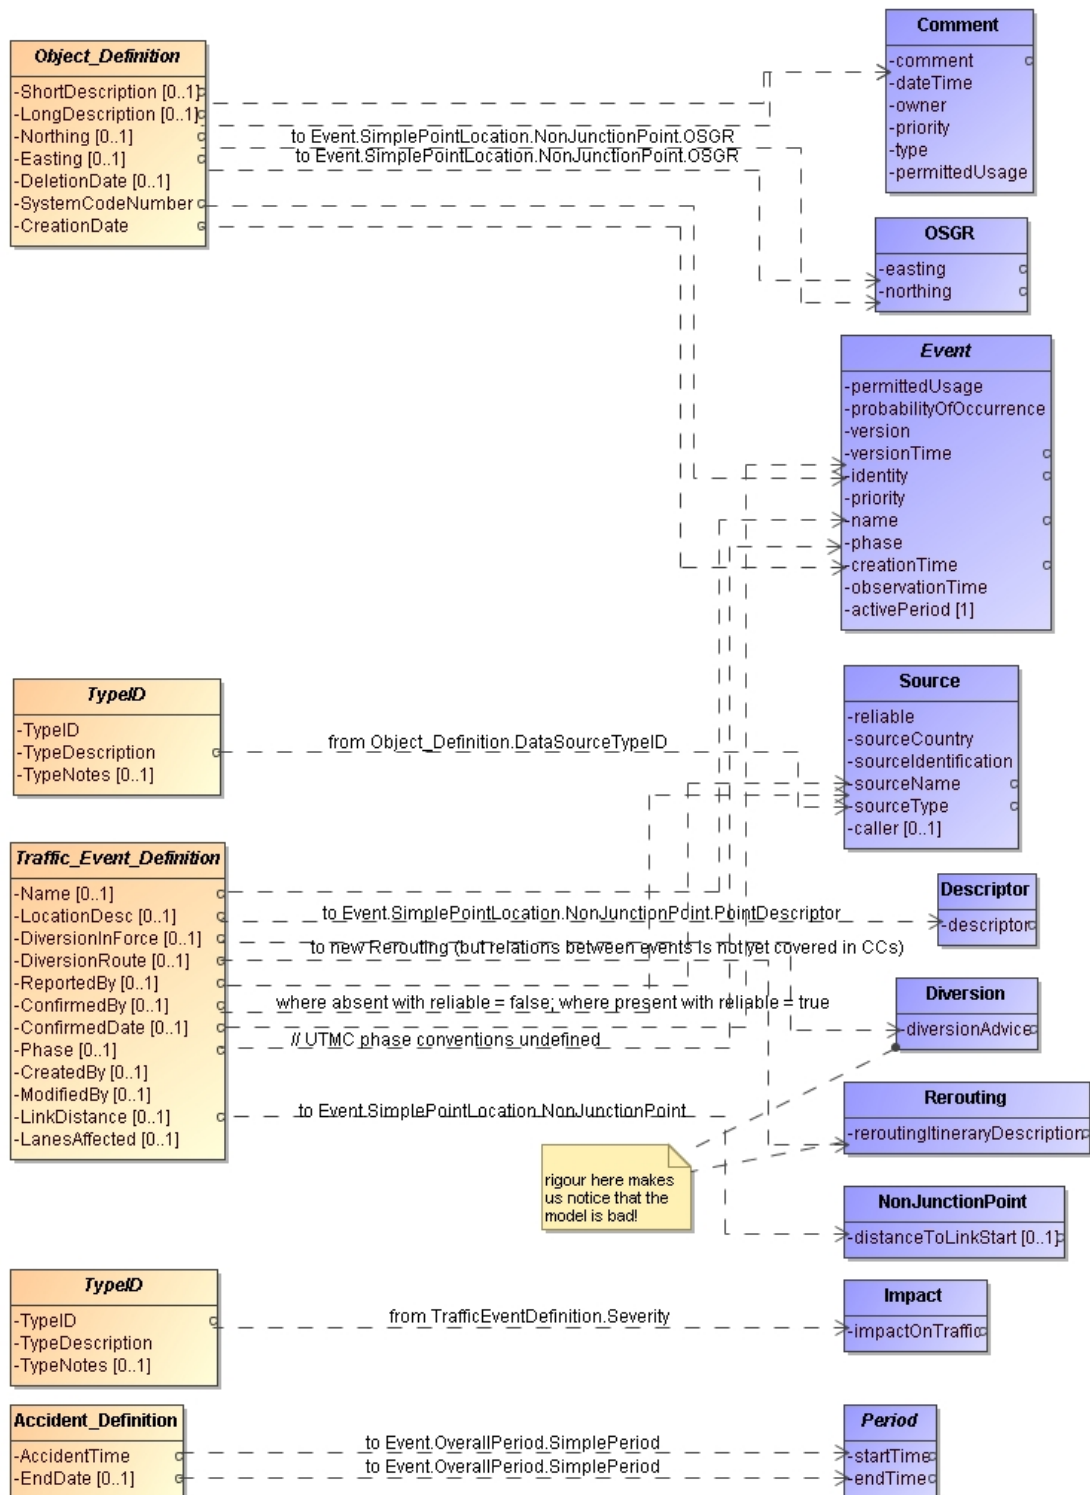 Object_Definition
-ShortDescription [0..1]
-LongDescription [0..1]
-Northing [0..1]
-Easting [0..1]
-DeletionDate [0..1]
-SystemCodeNumber
-CreationDate
to Event.SimplePointLocation.NonJunctionPoint.OSGR
to Event.SimplePointLocation.NonJunctionPoint.OSGR
Comment
-comment
-dateTime
-owner
-priority
-type
-permittedUsage
OSGR
-easting
-northing
Event
-permittedUsage
-probabilityOfOccurrence
-version
-versionTime
-identity
-priority
-name
-phase
-creationTime
-observationTime
-activePeriod [1]
TypeID
-TypeID
-TypeDescription
-TypeNotes [0..1]
from Object_Definition.DataSourceTypeID
Source
-reliable
-sourceCountry
-sourceIdentification
-sourceName
-sourceType
-caller [0..1]
Traffic_Event_Definition
-Name [0..1]
-LocationDesc [0..1]
-DiversionInForce [0..1]
-DiversionRoute [0..1]
-ReportedBy [0..1]
-ConfirmedBy [0..1]
-ConfirmedDate [0..1]
-Phase [0..1]
-CreatedBy [0..1]
-ModifiedBy [0..1]
-LinkDistance [0..1]
-LanesAffected [0..1]
to Event.SimplePointLocation.NonJunctionPoint.PointDescriptor
to new Rerouting (but relations between events is not yet covered in CCs)
where absent with reliable = false; where present with reliable = true
// UTMC phase conventions undefined
to Event.SimplePointLocation.NonJunctionPoint
Descriptor
-descriptor
Diversion
-diversionAdvice
Rerouting
-reroutingItineraryDescription
rigour here makes
us notice that the
model is bad!
NonJunctionPoint
-distanceToLinkStart [0..1]
TypeID
-TypeID
-TypeDescription
-TypeNotes [0..1]
from TrafficEventDefinition.Severity
Impact
-impactOnTraffic
Accident_Definition
-AccidentTime
-EndDate [0..1]
to Event.OverallPeriod.SimplePeriod
to Event.OverallPeriod.SimplePeriod
Period
-startTime
-endTime